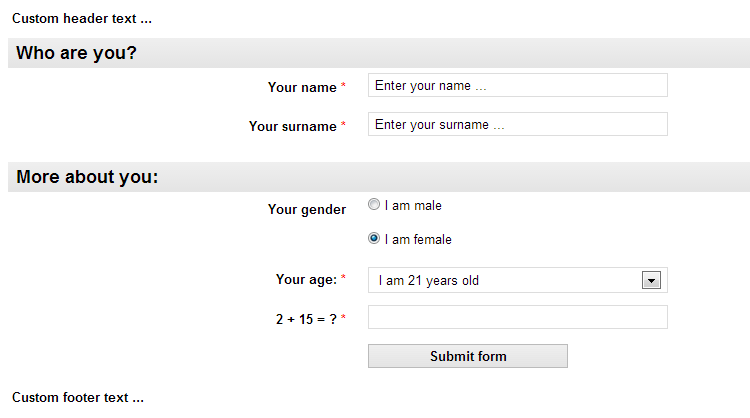 Custom header text ...
Who are you?
Your name * Enter your name ...
Your surname * Enter your surname ...
More about you:
Your gender I am male
I am female
Your age: * I am 21 years old
2 + 15 = ? *
Submit form
Custom footer text ...